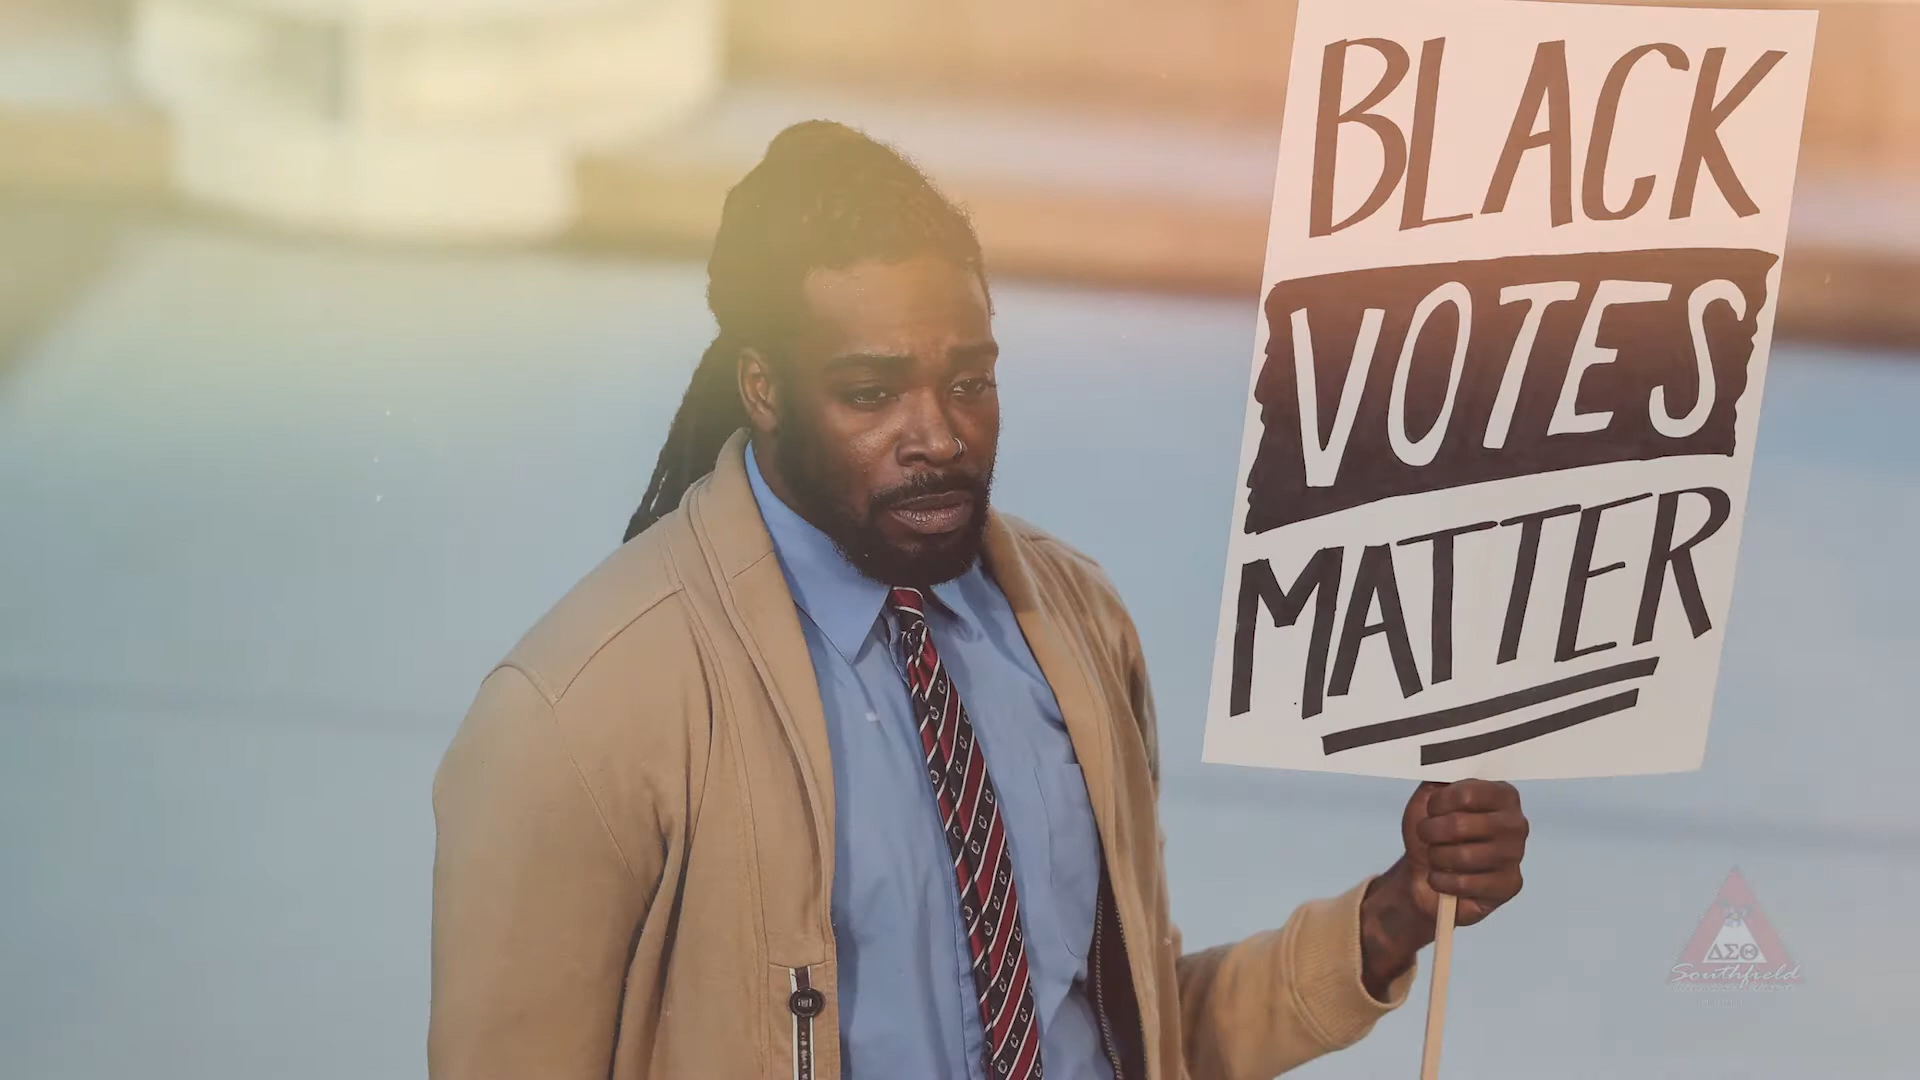 BLACK
VOTES
MATTER
ΔΣΘ
Southfield